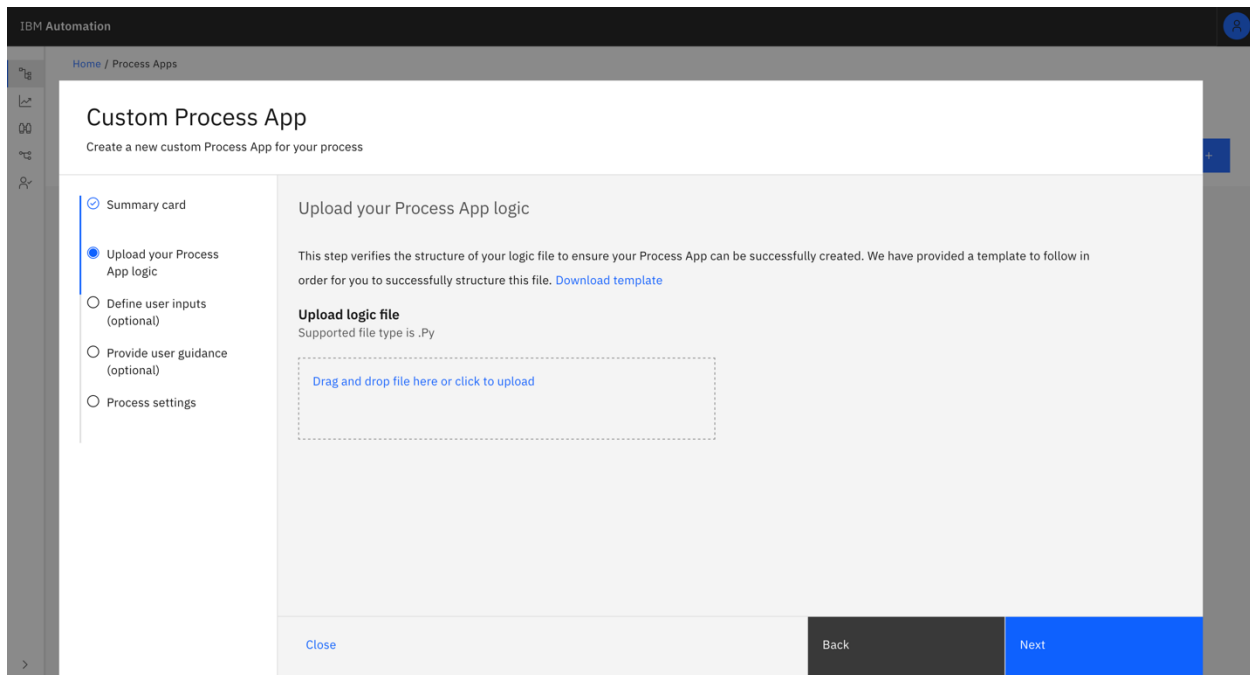 IBM Automation
Home / Process Apps
Custom Process App
Create a new custom Process App for your process
+
Summary card
Upload your Process
App logic
Define user inputs
(optional)
Provide user guidance
(optional)
Process settings
Upload your Process App logic
This step verifies the structure of your logic file to ensure your Process App can be successfully created. We have provided a template to follow in
order for you to successfully structure this file. Download template
Upload logic file
Supported file type is .Py
Drag and drop file here or click to upload
Close
Back
Next